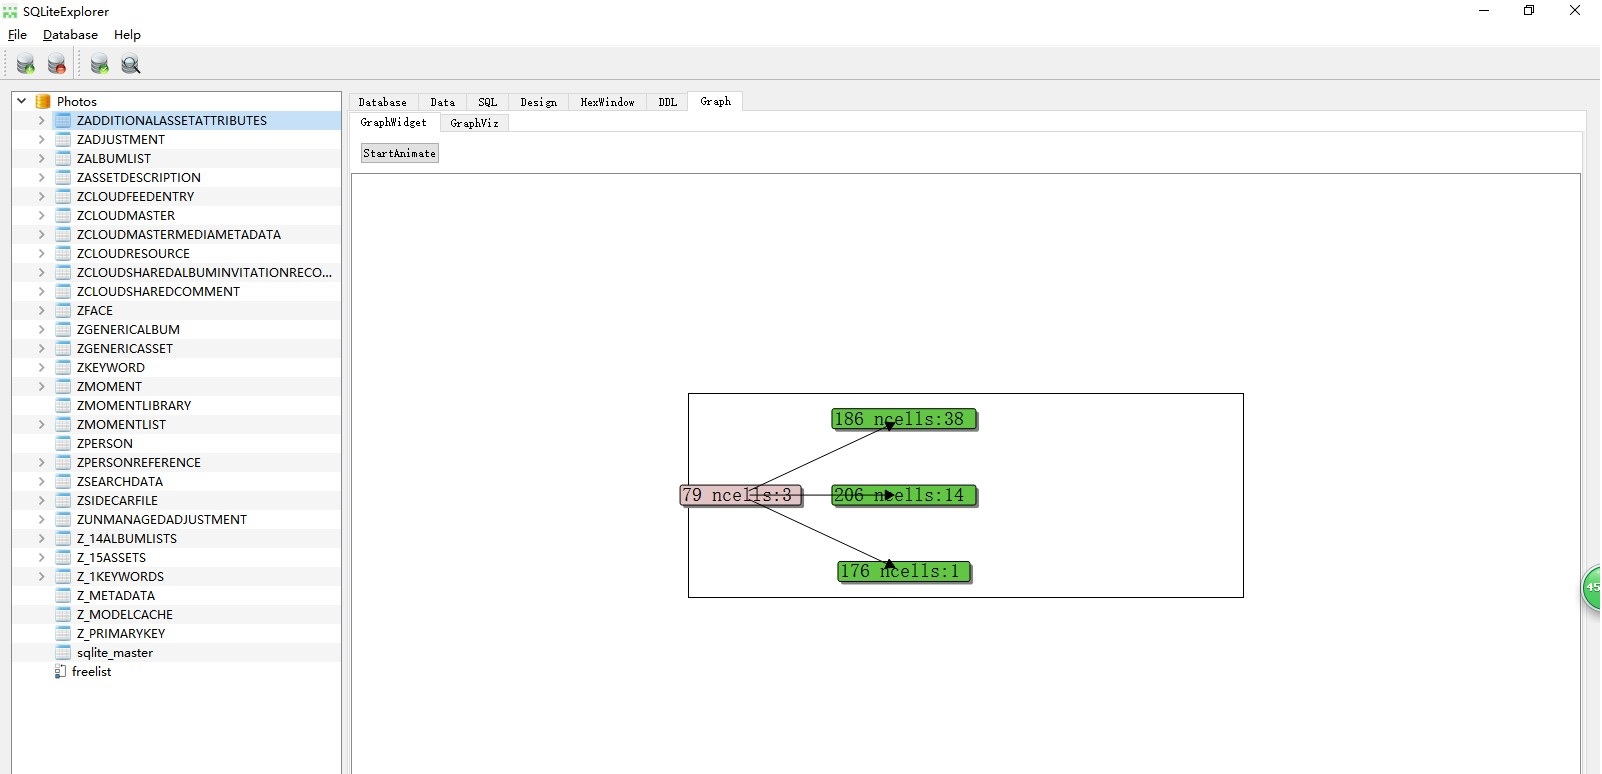 SQLiteExplorer
File Database Help
Photos
ZADDITIONALASSETATTRIBUTES
ZADJUSTMENT
ZALBUMLIST
ZASSETDESCRIPTION
ZCLOUDFEEDENTRY
ZCLOUDMASTER
ZCLOUDMASTERMEDIAMETADATA
ZCLOUDRESOURCE
ZCLOUDSHAREDALBUMINVITATIONRECO...
ZCLOUDSHAREDCOMMENT
ZFACE
ZGENERICALBUM
ZGENERICASSET
ZKEYWORD
ZMOMENT
ZMOMENTLIBRARY
ZMOMENTLIST
ZPERSON
ZPERSONREFERENCE
ZSEARCHDATA
ZSIDECARFILE
ZUNMANAGEDADJUSTMENT
Z_14ALBUMLISTS
Z_15ASSETS
Z_1KEYWORDS
Z_METADATA
Z_MODELCACHE
Z_PRIMARYKEY
sqlite_master
freelist
Database Data SQL Design HexWindow DDL Graph
GraphWidget GraphViz
StartAnimate
186 ncells:38
79 ncells:3 206 ncells:14
176 ncells:1
45